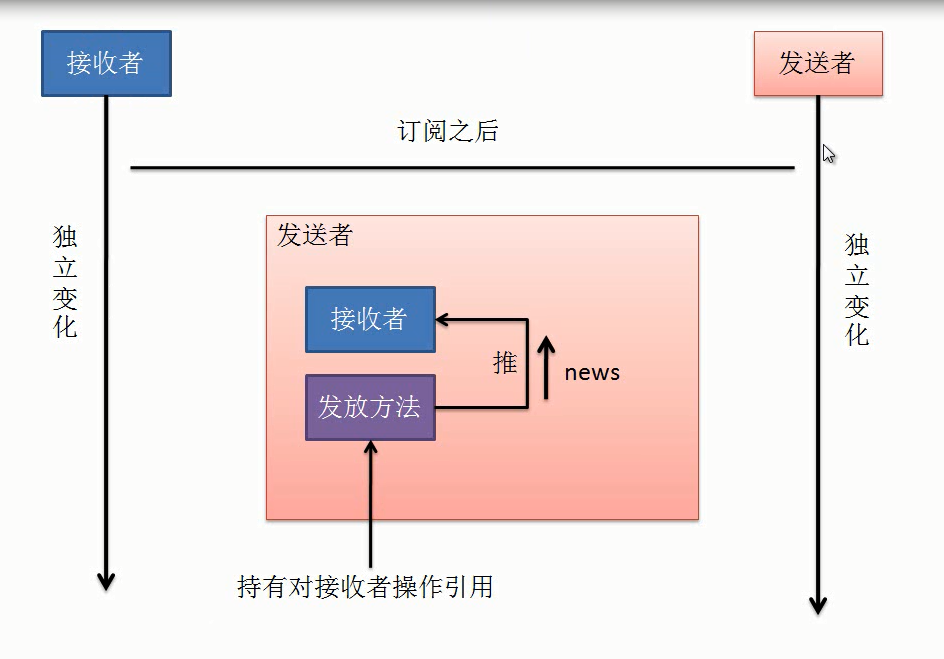 接收者
发送者
订阅之后
独立变化
独立变化
发送者
接收者
推
news
发放方法
持有对接收者操作引用